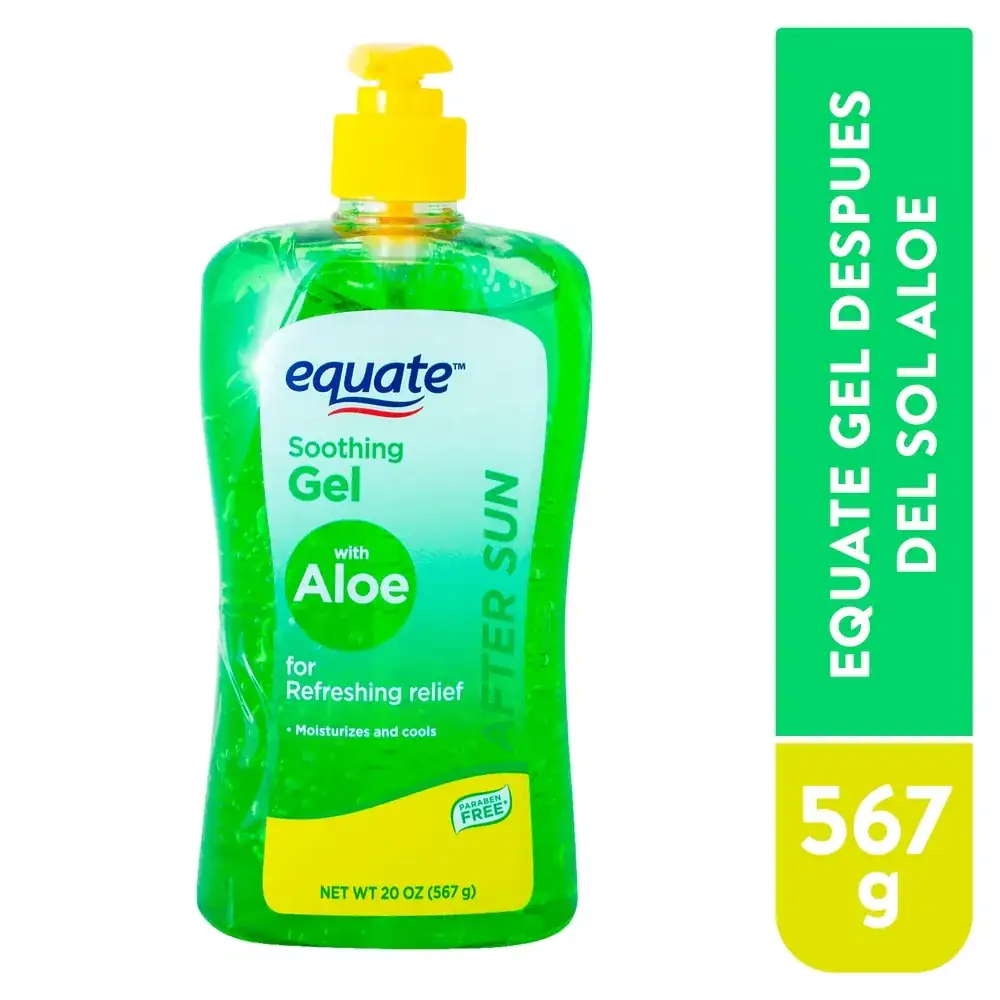 equate™
Soothing
Gel
with
Aloe
for
Refreshing relief
• Moisturizes and cools
AFTER SUN
PARABEN
FREE*
NET WT 20 OZ (567 g)
EQUATE GEL DESPUES
DEL SOL ALOE
567
g